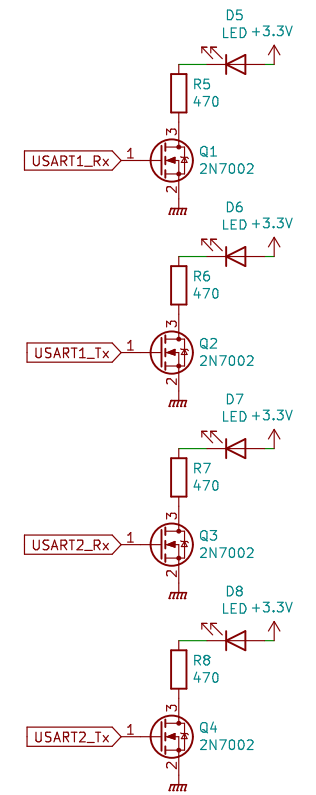 D5
LED +3.3V
R5
470
3
USART1_Rx 1 Q1
2N7002
2
D6
LED +3.3V
R6
470
3
USART1_Tx 1 Q2
2N7002
2
D7
LED +3.3V
R7
470
3
USART2_Rx 1 Q3
2N7002
2
D8
LED +3.3V
R8
470
3
USART2_Tx 1 Q4
2N7002
2